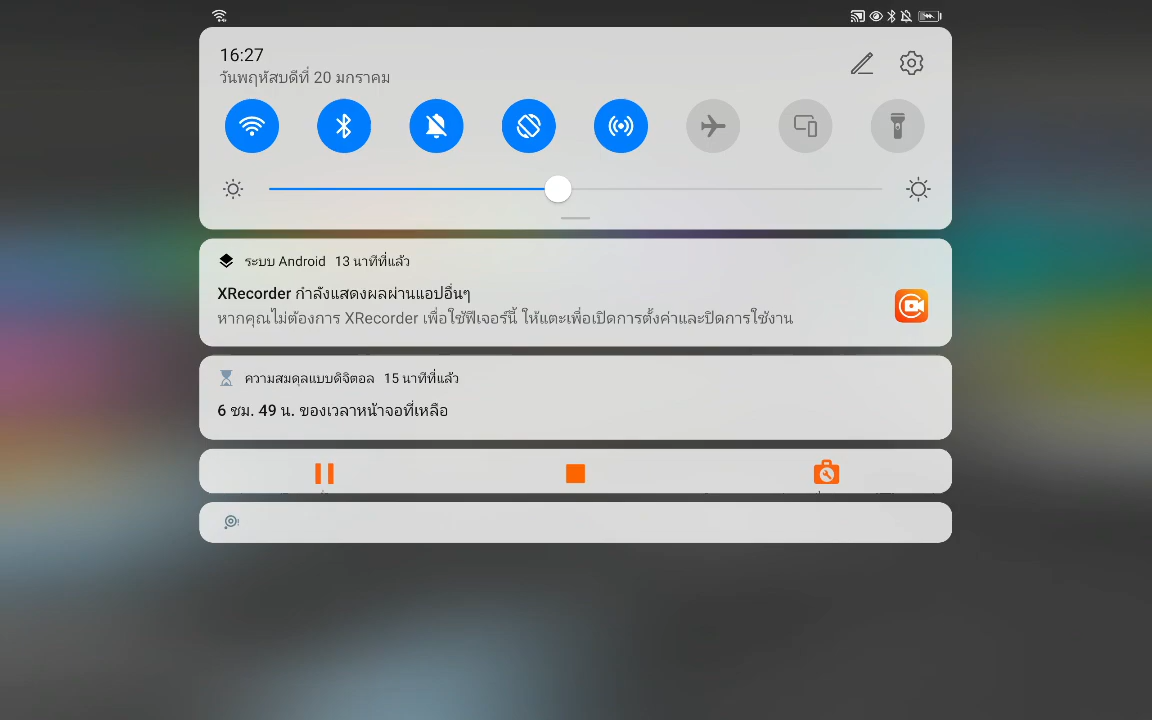 16:27
วันพฤหัสบดีที่ 20 มกราคม
ระบบ Android 13 นาทีที่แล้ว
XRecorder กำลังแสดงผลผ่านแอปอื่นๆ
หากคุณไม่ต้องการ XRecorder เพื่อใช้ฟีเจอร์นี้ ให้แตะเพื่อเปิดการตั้งค่าและปิดการใช้งาน
ความสมดุลแบบดิจิตอล 15 นาทีที่แล้ว
6 ชม. 49 น. ของเวลาหน้าจอที่เหลือ